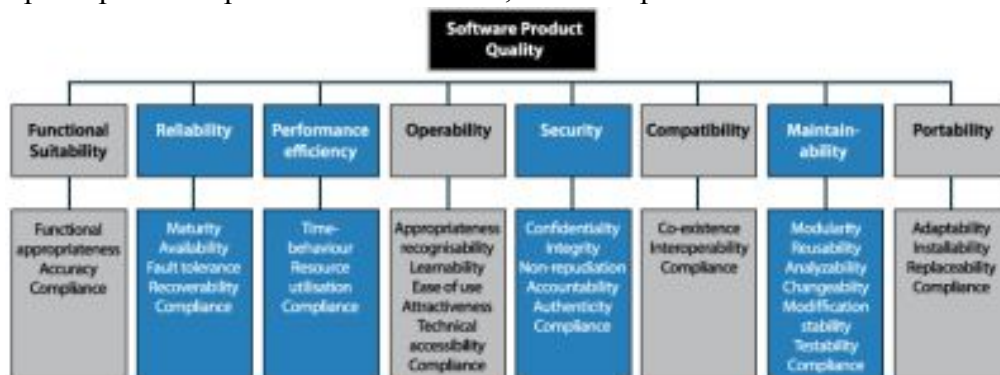 Software Product
Quality
Functional
Suitability
Reliability
Performance
efficiency
Operability
Security
Compatibility
Maintain-
ability
Portability
Functional
appropriateness
Accuracy
Compliance
Maturity
Availability
Fault tolerance
Recoverability
Compliance
Time-
behaviour
Resource
utilisation
Compliance
Appropriateness
recognisability
Learnability
Ease of use
Attractiveness
Technical
accessibility
Compliance
Confidentiality
Integrity
Non-repudiation
Accountability
Authenticity
Compliance
Co-existence
Interoperability
Compliance
Modularity
Reusability
Analyzability
Changeability
Modification
stability
Testability
Compliance
Adaptability
Installability
Replaceability
Compliance